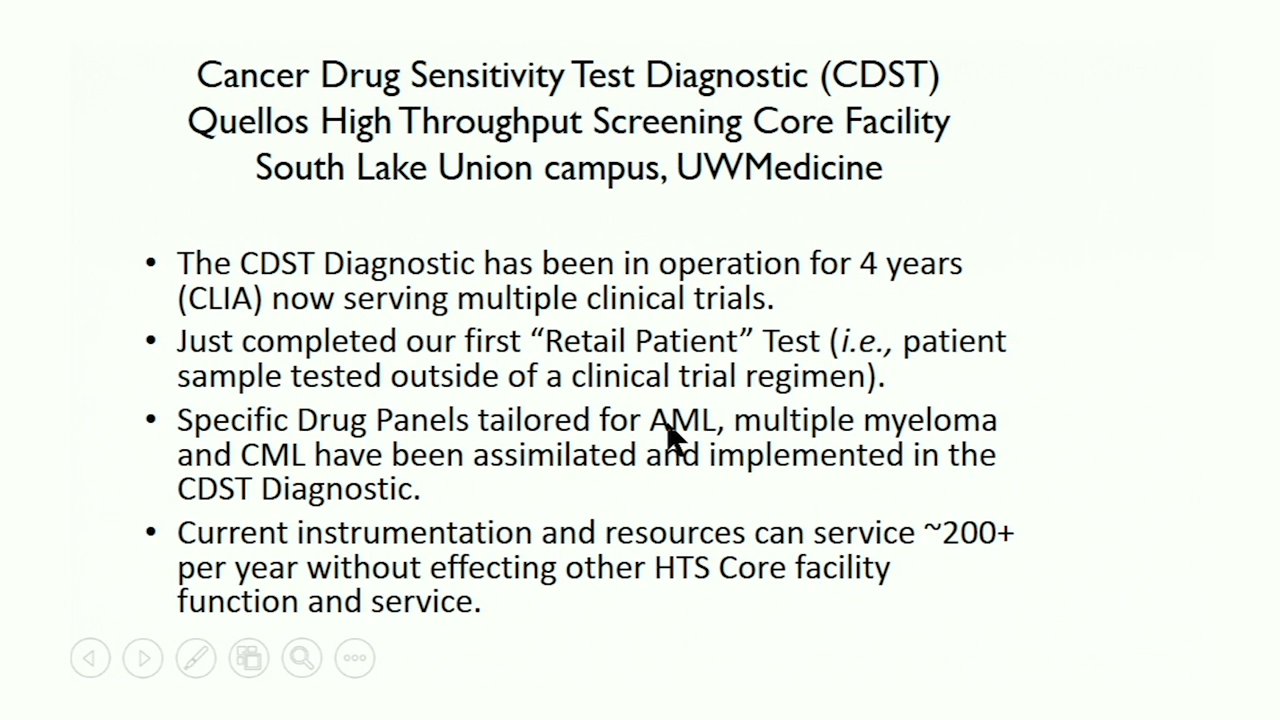 Cancer Drug Sensitivity Test Diagnostic (CDST)
Quellos High Throughput Screening Core Facility
South Lake Union campus, UWMedicine
• The CDST Diagnostic has been in operation for 4 years
(CLIA) now serving multiple clinical trials.
• Just completed our first “Retail Patient” Test (i.e., patient
sample tested outside of a clinical trial regimen).
• Specific Drug Panels tailored for AML, multiple myeloma
and CML have been assimilated and implemented in the
CDST Diagnostic.
• Current instrumentation and resources can service ~200+
per year without effecting other HTS Core facility
function and service.